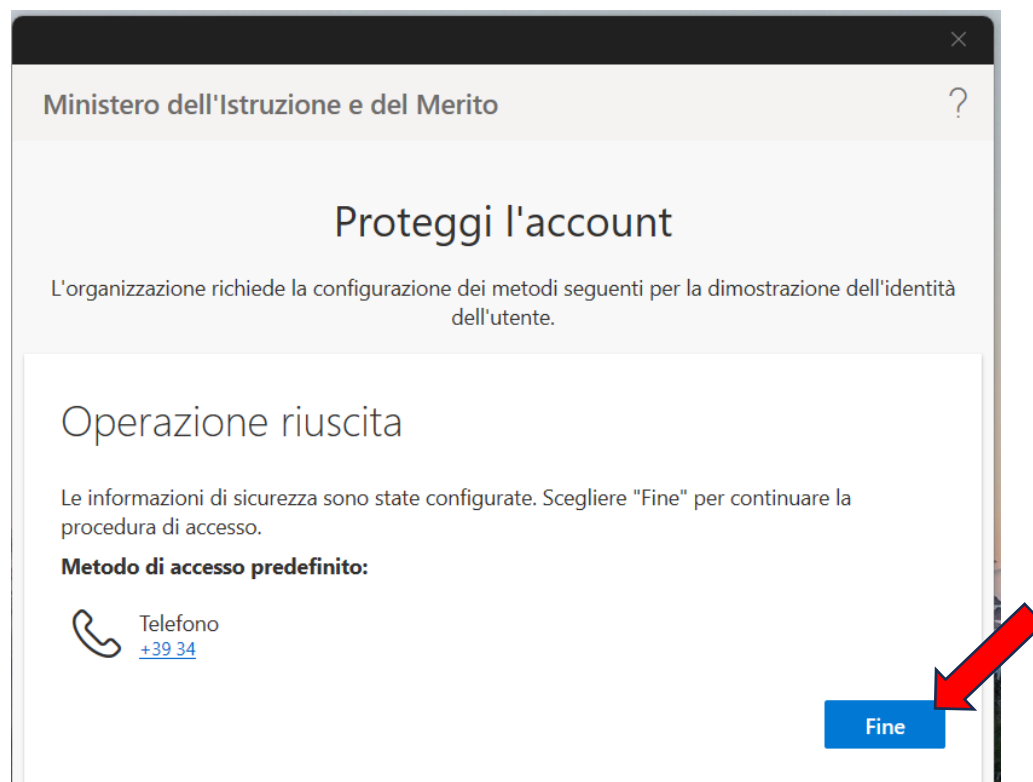 Ministero dell'Istruzione e del Merito
?
Proteggi l'account
L'organizzazione richiede la configurazione dei metodi seguenti per la dimostrazione dell'identità
dell'utente.
Operazione riuscita
Le informazioni di sicurezza sono state configurate. Scegliere "Fine" per continuare la
procedura di accesso.
Metodo di accesso predefinito:
Telefono
+39 34
Fine